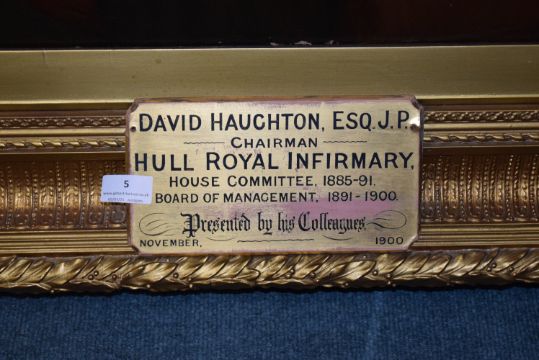 DAVID HAUGHTON, ESQ. J.P.
CHAIRMAN
HULL ROYAL INFIRMARY,
HOUSE COMMITTEE, 1885-91,
BOARD OF MANAGEMENT, 1891-1900.
Presented by his Colleagues
NOVEMBER, 1900
5